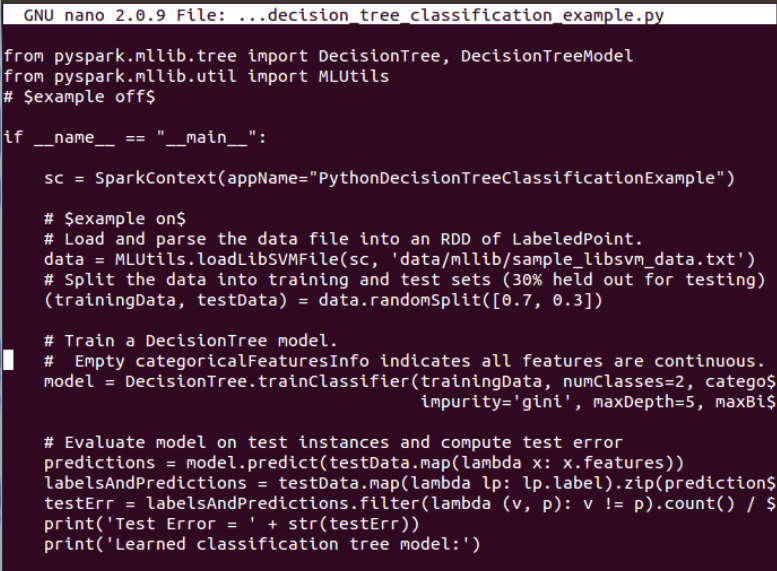 GNU nano 2.0.9 File: ...decision_tree_classification_example.py
from pyspark.mllib.tree import DecisionTree, DecisionTreeModel
from pyspark.mllib.util import MLUtils
# $example off$
if __name__ == "__main__":
    sc = SparkContext(appName="PythonDecisionTreeClassificationExample")
    # $example on$
    # Load and parse the data file into an RDD of LabeledPoint.
    data = MLUtils.loadLibSVMFile(sc, 'data/mllib/sample_libsvm_data.txt')
    # Split the data into training and test sets (30% held out for testing)
    (trainingData, testData) = data.randomSplit([0.7, 0.3])
    # Train a DecisionTree model.
    #  Empty categoricalFeaturesInfo indicates all features are continuous.
    model = DecisionTree.trainClassifier(trainingData, numClasses=2, catego$
                                         impurity='gini', maxDepth=5, maxBi$
    # Evaluate model on test instances and compute test error
    predictions = model.predict(testData.map(lambda x: x.features))
    labelsAndPredictions = testData.map(lambda lp: lp.label).zip(prediction$
    testErr = labelsAndPredictions.filter(lambda (v, p): v != p).count() / $
    print('Test Error = ' + str(testErr))
    print('Learned classification tree model:')